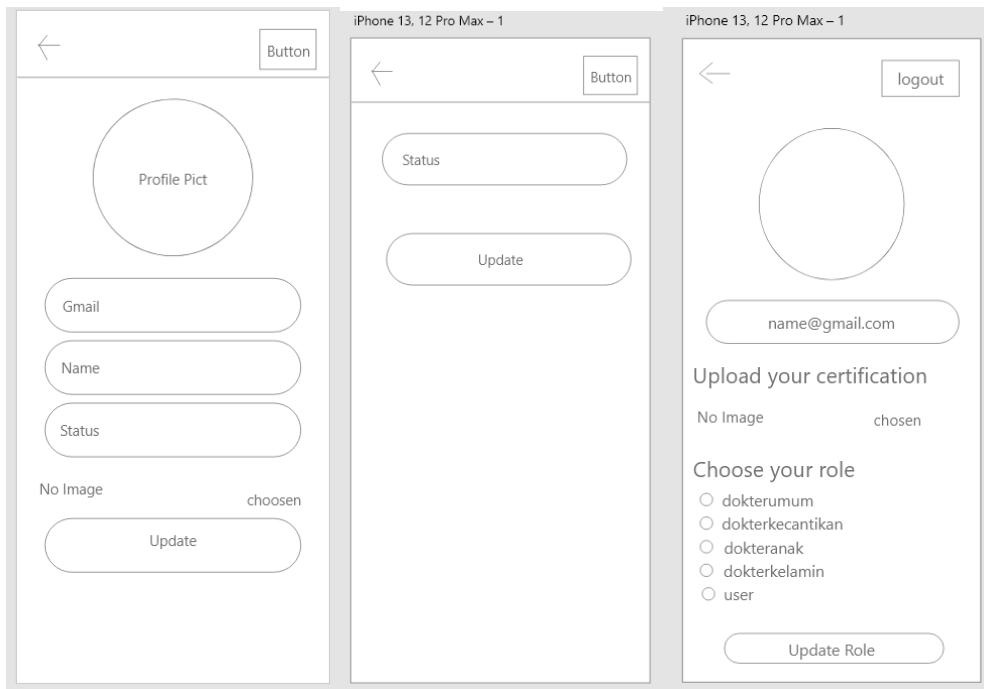 Button
Profile Pict
Gmail
Name
Status
No Image
choosen
Update
iPhone 13, 12 Pro Max – 1
Button
Status
Update
iPhone 13, 12 Pro Max – 1
logout
name@gmail.com
Upload your certification
No Image
chosen
Choose your role
dokterumum
dokterkecantikan
dokteranak
dokterkelamin
user
Update Role